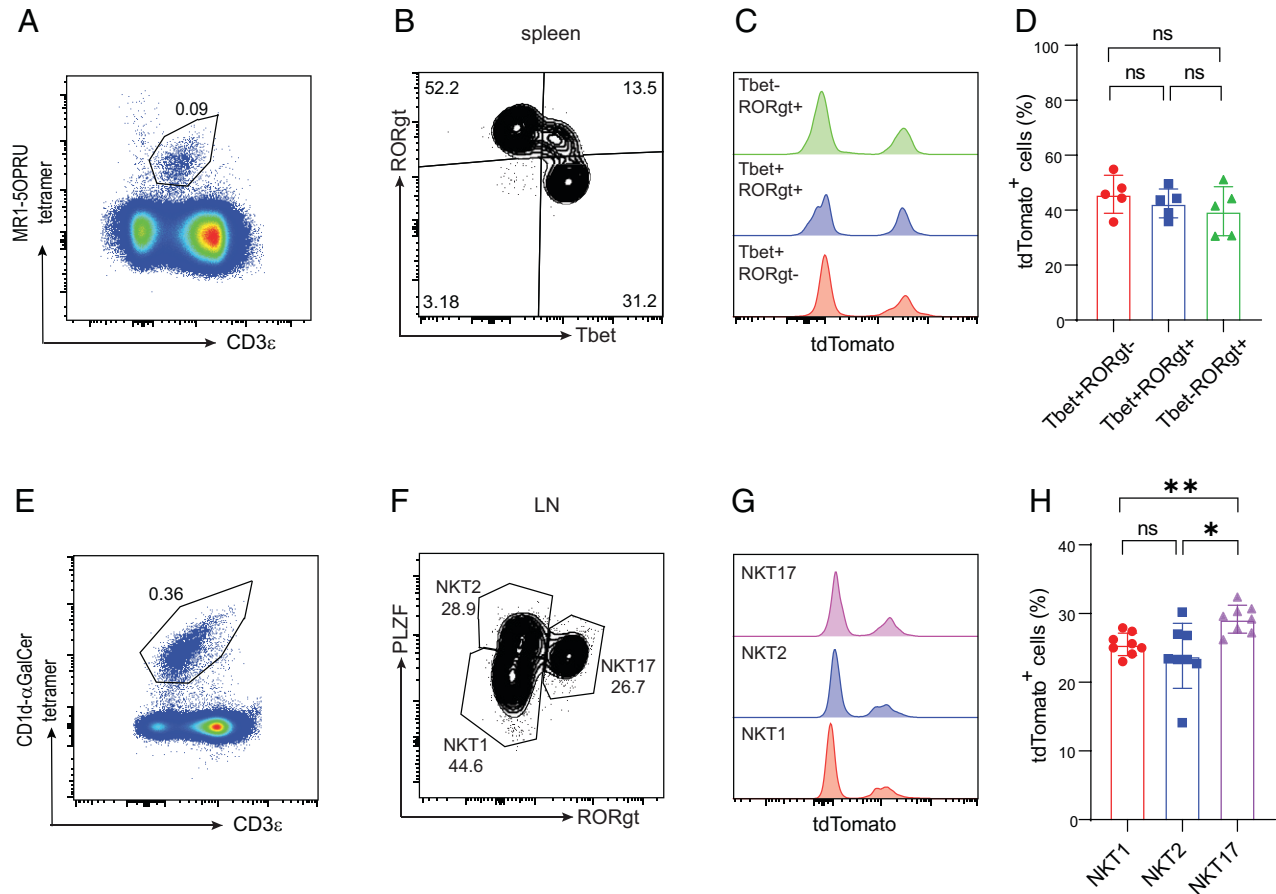 A
0.09
MR1-5OPRU
tetramer
CD3ε
B
spleen
52.2
13.5
3.18
31.2
RORgt
Tbet
C
Tbet-
RORgt+
Tbet+
RORgt+
Tbet+
RORgt-
tdTomato
D
ns
ns
ns
100
80
60
40
20
0
tdTomato+ cells (%)
Tbet+RORgt-
Tbet+RORgt+
Tbet-RORgt+
E
0.36
CD1d-αGalCer
tetramer
CD3ε
F
LN
NKT2
28.9
NKT17
26.7
NKT1
44.6
PLZF
RORgt
G
NKT17
NKT2
NKT1
tdTomato
H
**
ns
*
40
30
20
10
0
tdTomato+ cells (%)
NKT1
NKT2
NKT17